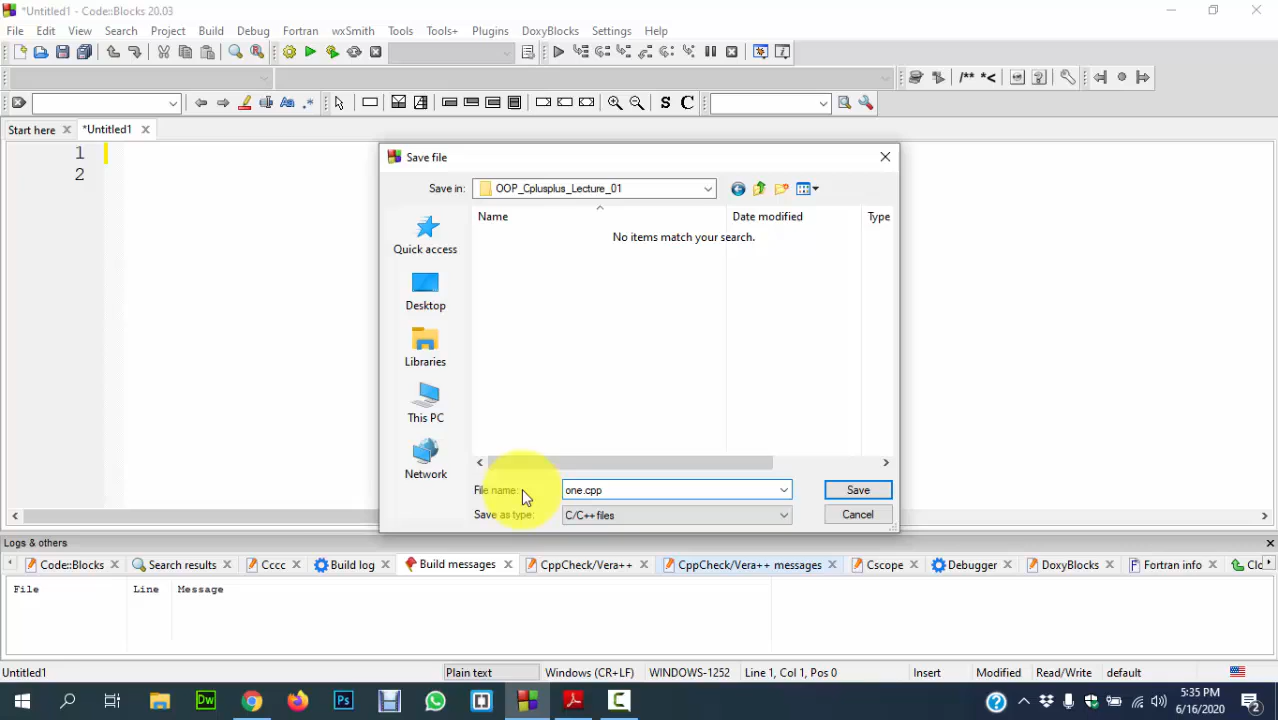 *Untitled1 - Code::Blocks 20.03
File Edit View Search Project Build Debug Fortran wxSmith Tools Tools+ Plugins DoxyBlocks Settings Help
/** *<
.*
S C
Start here *Untitled1
1
2
Save file
Save in: OOP_Cplusplus_Lecture_01
Name Date modified Type
No items match your search.
Quick access
Desktop
Libraries
This PC
Network
File name: one.cpp Save
Save as type: C/C++ files Cancel
Logs & others
Code::Blocks Search results Cccc Build log Build messages CppCheck/Vera++ CppCheck/Vera++ messages Cscope Debugger DoxyBlocks Fortran info Clo
File Line Message
Untitled1 Plain text Windows (CR+LF) WINDOWS-1252 Line 1, Col 1, Pos 0 Insert Modified Read/Write default
Dw Ps
5:35 PM
6/16/2020
2